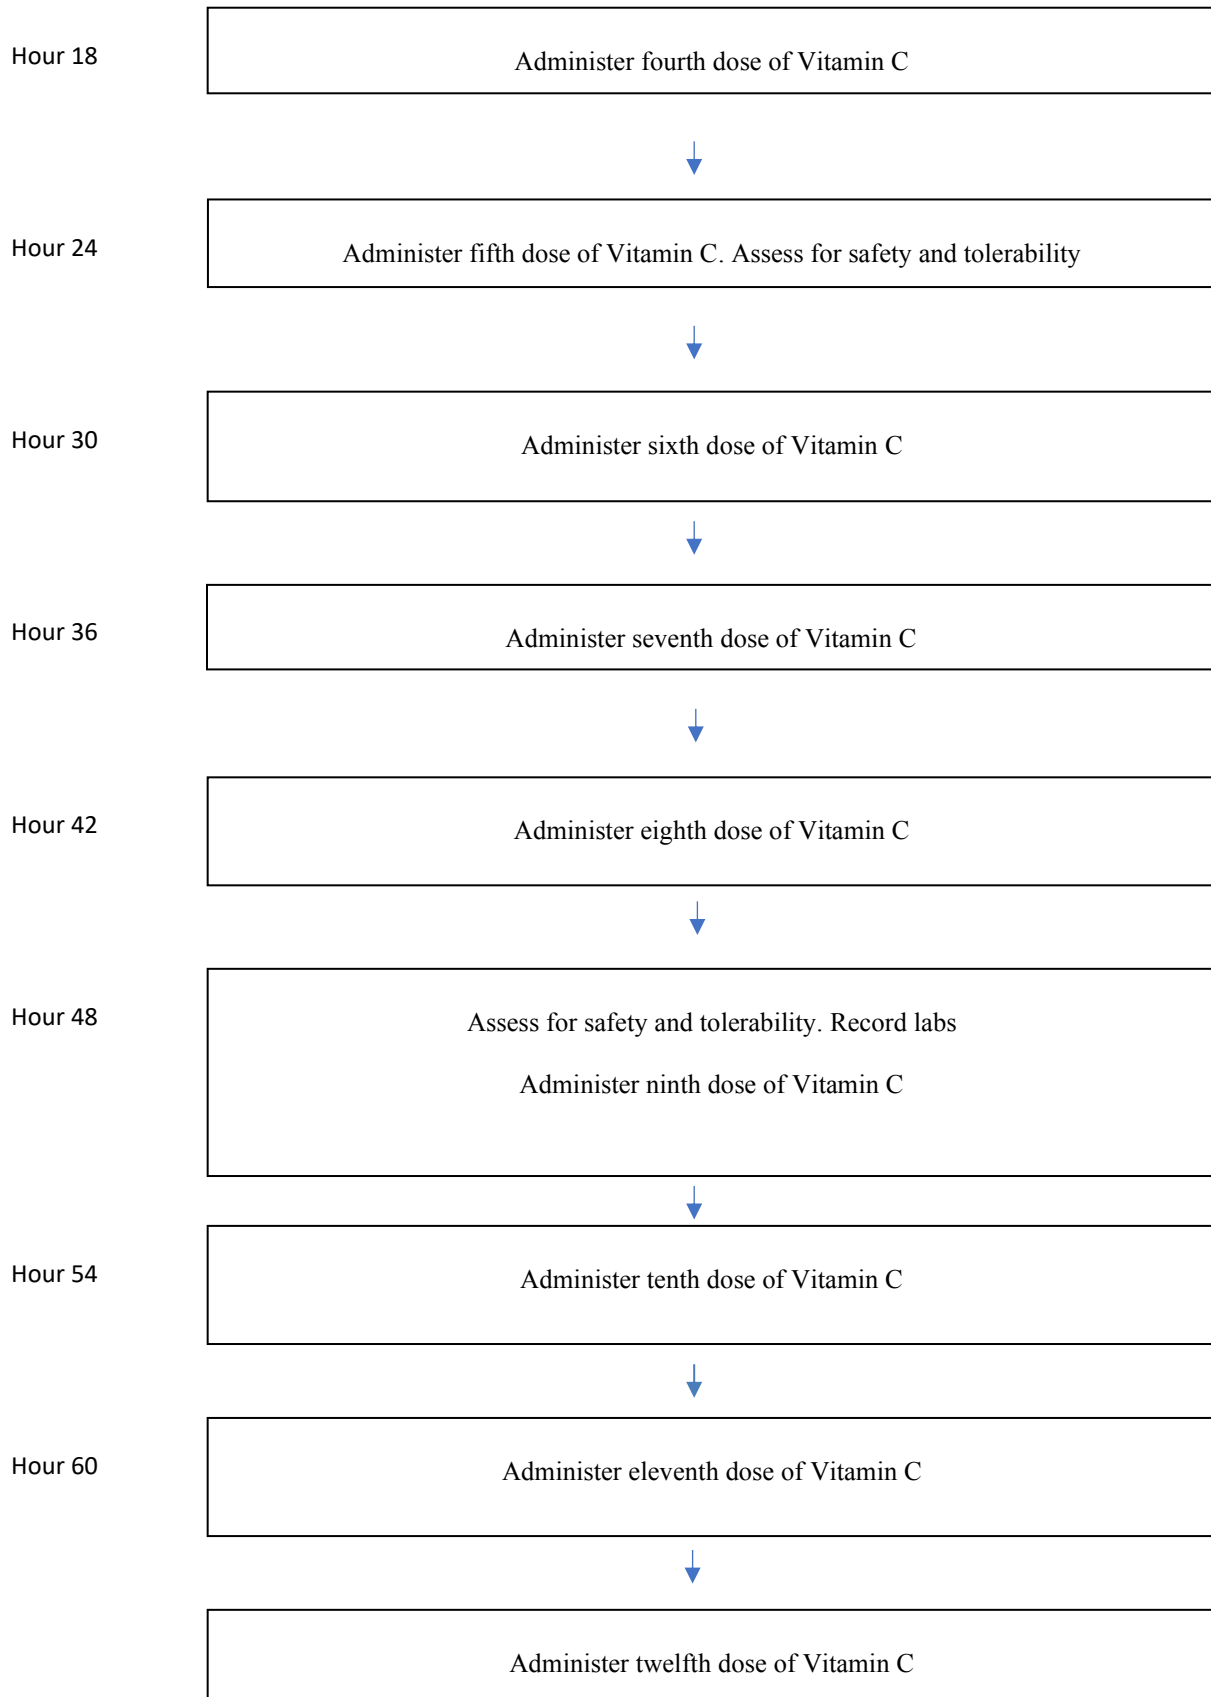 Hour 18
Administer fourth dose of Vitamin C
Hour 24
Administer fifth dose of Vitamin C. Assess for safety and tolerability
Hour 30
Administer sixth dose of Vitamin C
Hour 36
Administer seventh dose of Vitamin C
Hour 42
Administer eighth dose of Vitamin C
Hour 48
Assess for safety and tolerability. Record labs
Administer ninth dose of Vitamin C
Hour 54
Administer tenth dose of Vitamin C
Hour 60
Administer eleventh dose of Vitamin C
Administer twelfth dose of Vitamin C